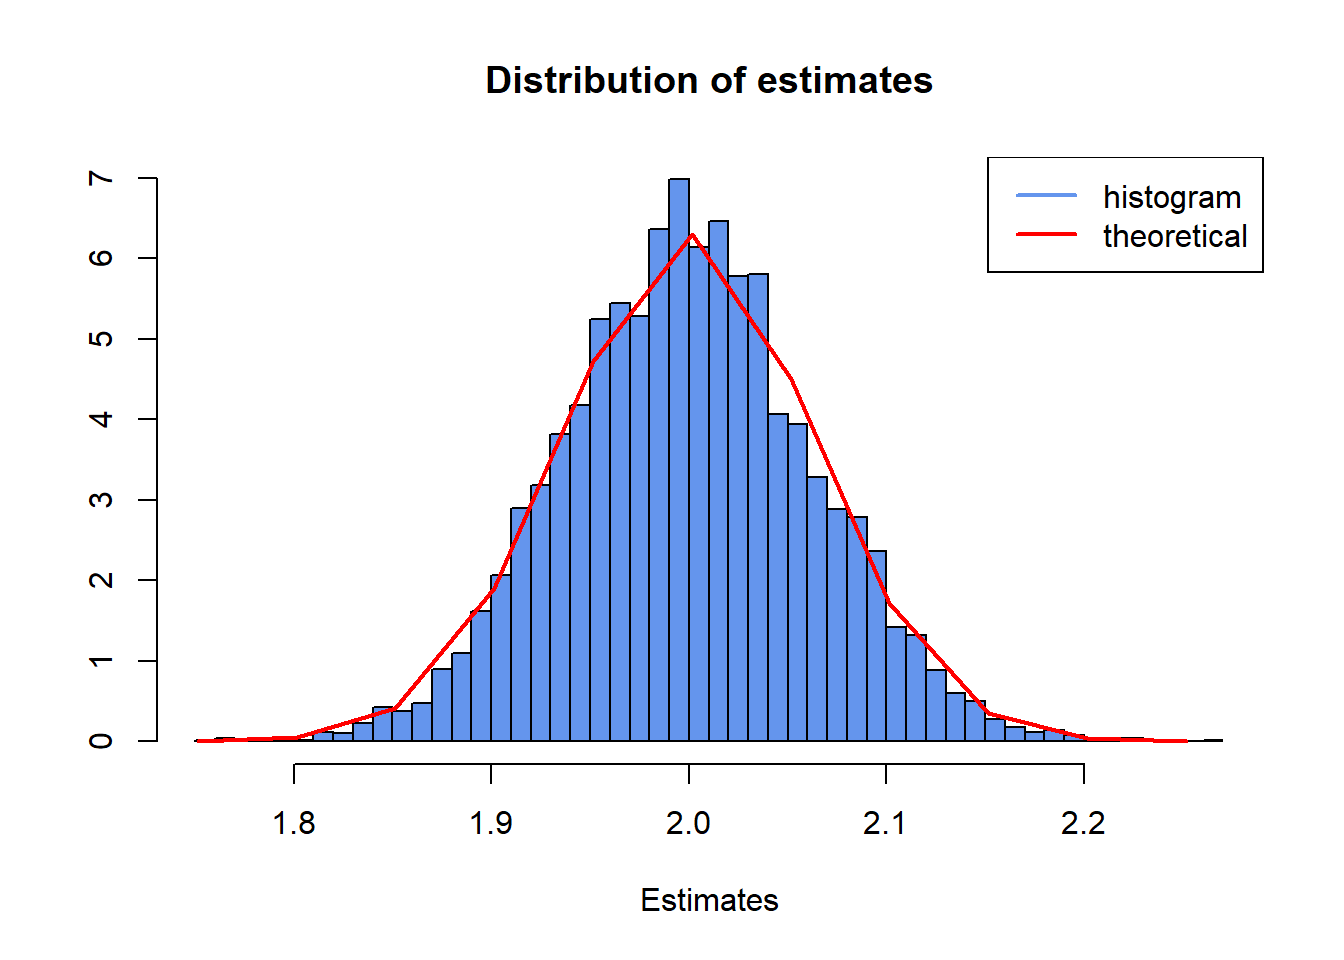 Distribution of estimates
histogram
theoretical
7
6
5
4
3
2
1
0
1.8 1.9 2.0 2.1 2.2
Estimates